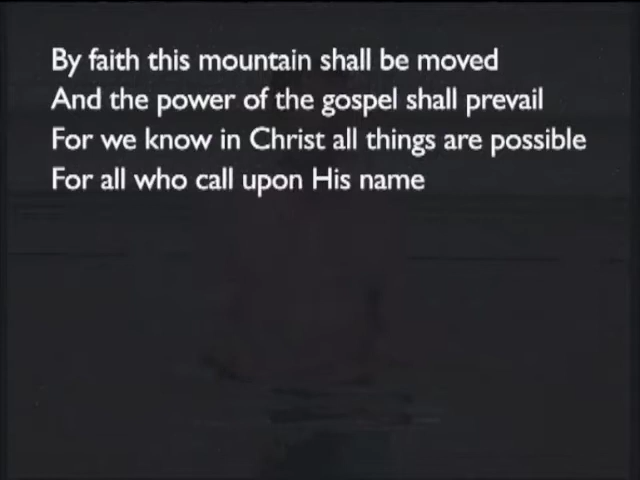 By faith this mountain shall be moved
And the power of the gospel shall prevail
For we know in Christ all things are possible
For all who call upon His name